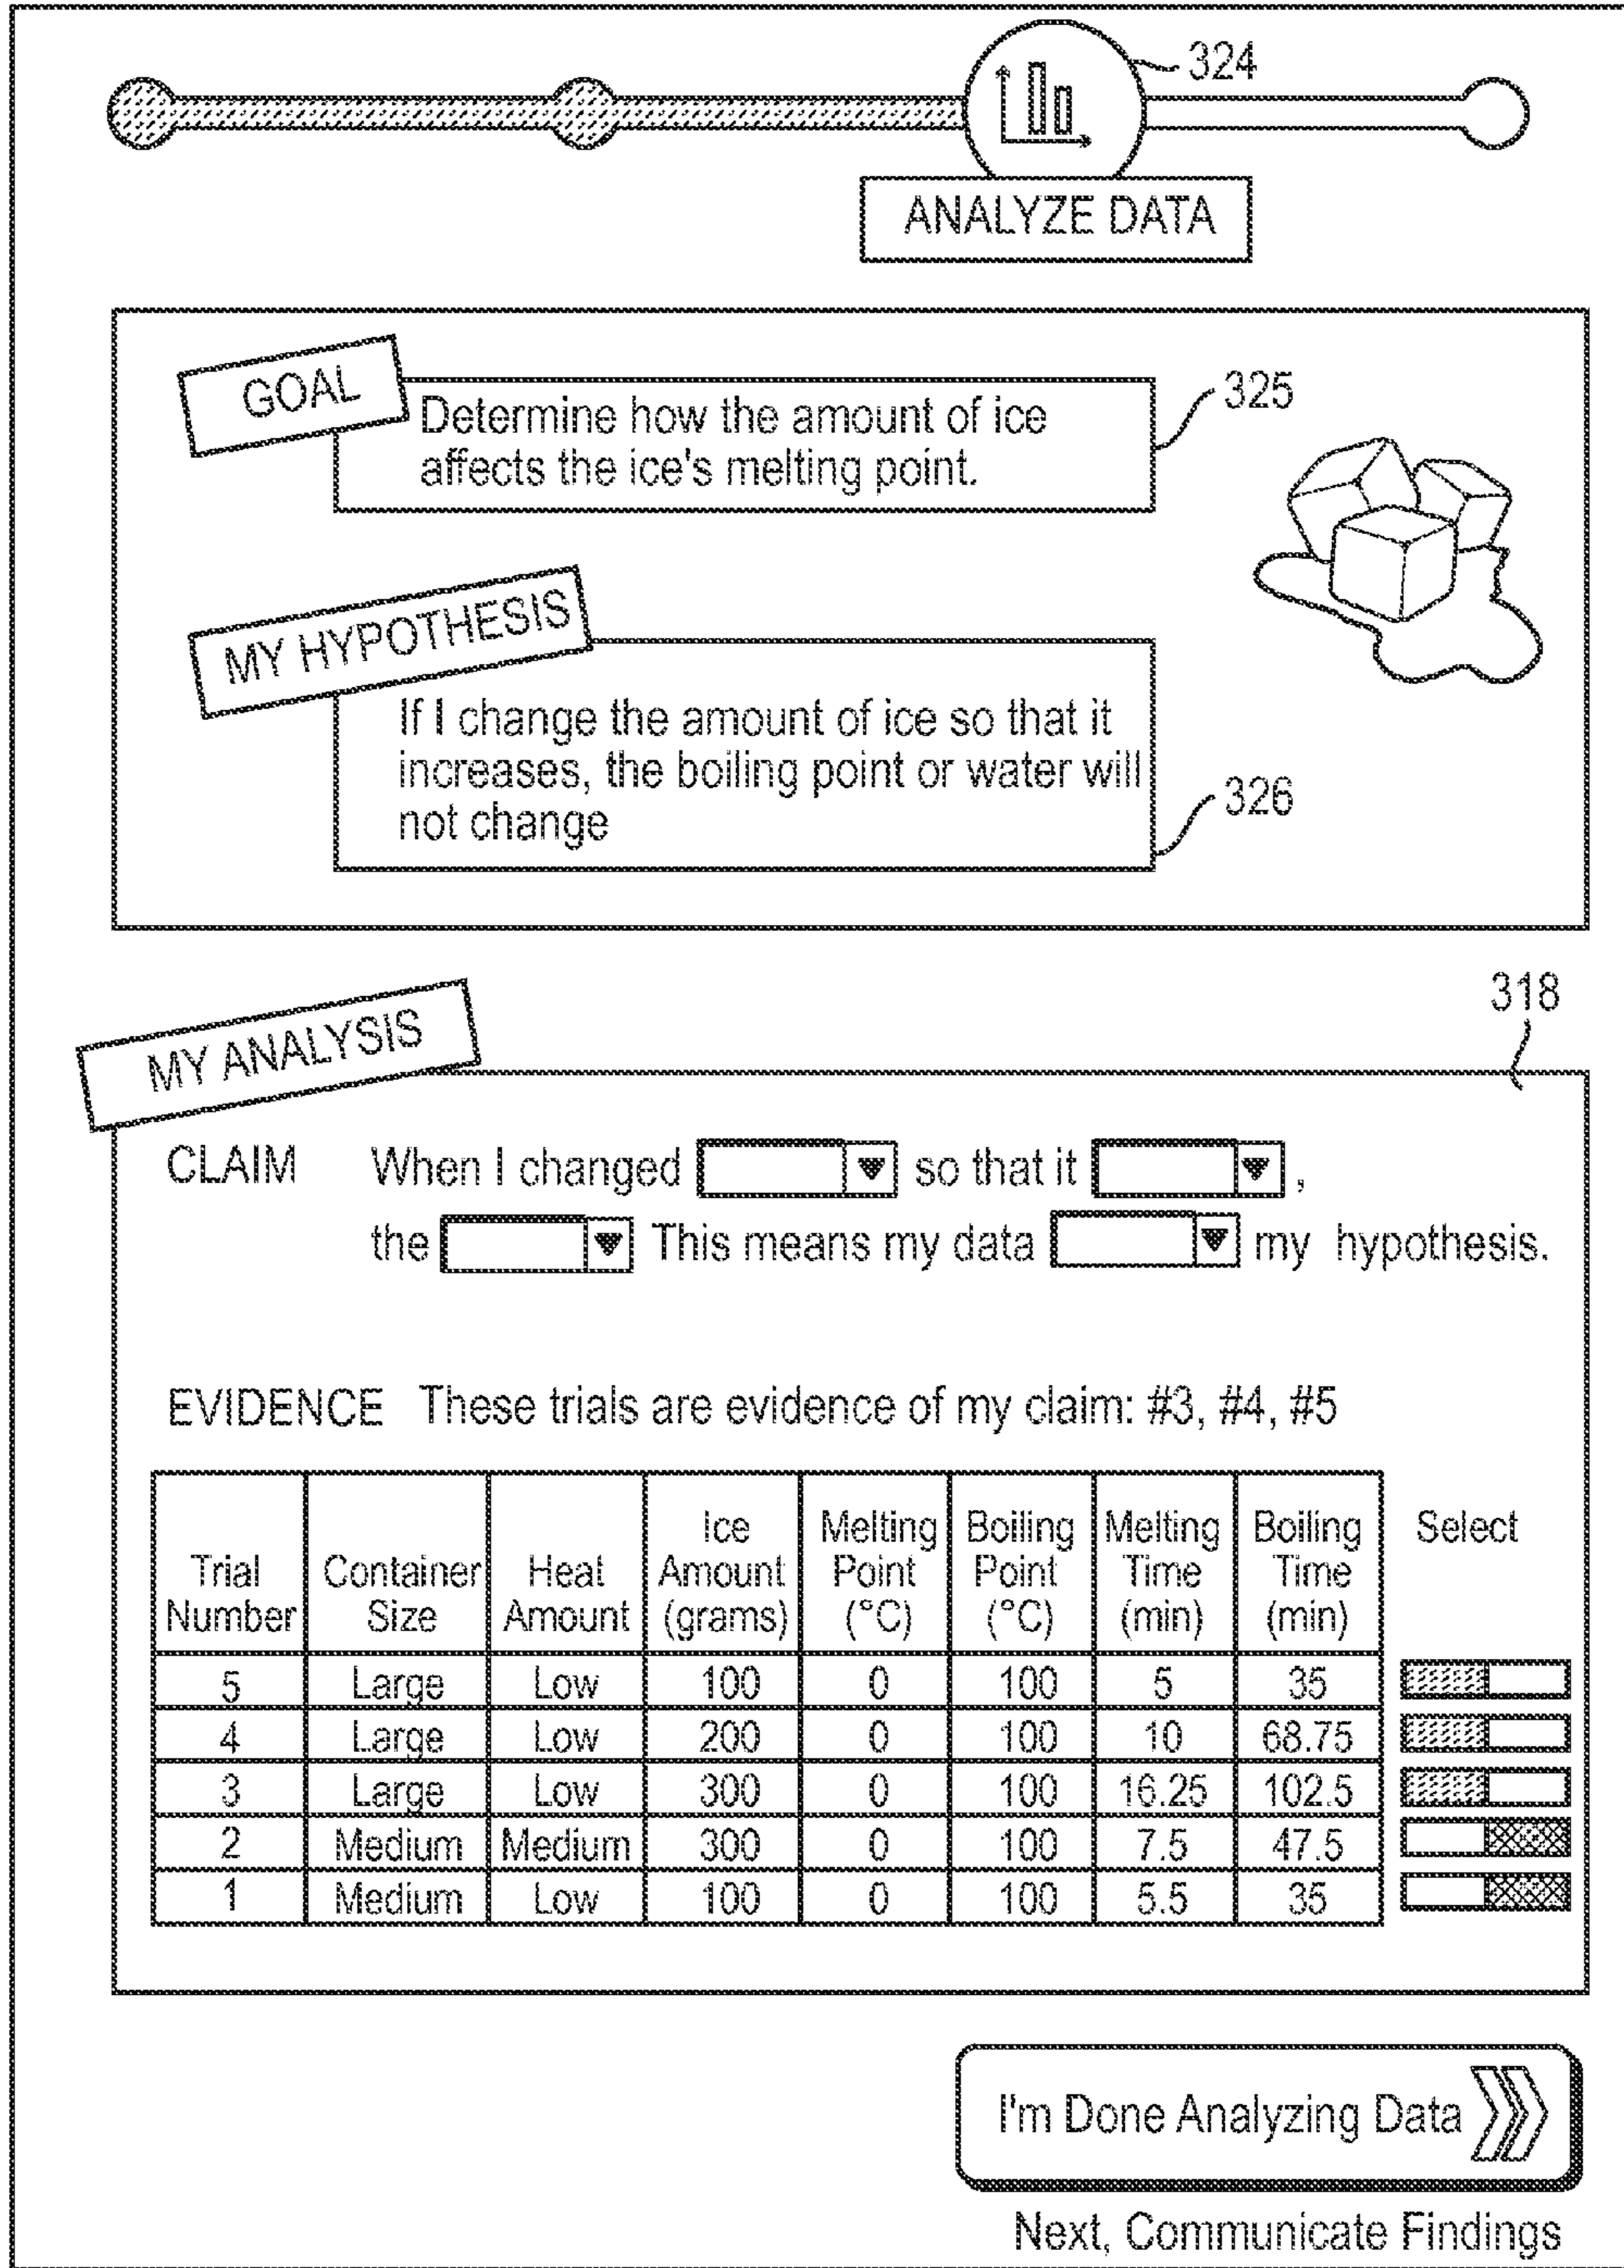 324
ANALYZE DATA
GOAL
Determine how the amount of ice
affects the ice's melting point.
325
MY HYPOTHESIS
If I change the amount of ice so that it
increases, the boiling point or water will
not change
326
318
MY ANALYSIS
CLAIM When I changed so that it ,
the This means my data my hypothesis.
EVIDENCE These trials are evidence of my claim: #3, #4, #5
Trial Number Container Size Heat Amount Ice Amount (grams) Melting Point (°C) Boiling Point (°C) Melting Time (min) Boiling Time (min) Select
5 Large Low 100 0 100 5 35
4 Large Low 200 0 100 10 68.75
3 Large Low 300 0 100 16.25 102.5
2 Medium Medium 300 0 100 7.5 47.5
1 Medium Low 100 0 100 5.5 35
I'm Done Analyzing Data
Next, Communicate Findings